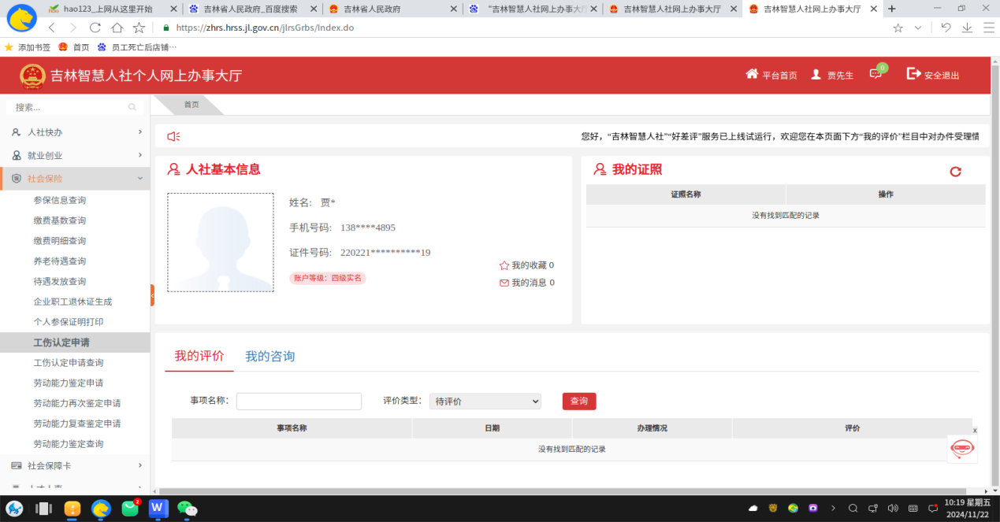 hao123_上网从这里开始
吉林省人民政府_百度搜索
吉林省人民政府
“吉林智慧人社网上办事大厅
吉林智慧人社网上办事大厅
吉林智慧人社网上办事大厅
https://zhrs.hrss.jl.gov.cn/jlrsGrbs/Index.do
添加书签 首页 员工死亡后店铺…
吉林智慧人社个人网上办事大厅
平台首页 贾先生 0 安全退出
搜索...
首页
人社快办
就业创业
社会保险
参保信息查询
缴费基数查询
缴费明细查询
养老待遇查询
待遇发放查询
企业职工退休证生成
个人参保证明打印
工伤认定申请
工伤认定申请查询
劳动能力鉴定申请
劳动能力再次鉴定申请
劳动能力复查鉴定申请
劳动能力鉴定查询
社会保障卡
您好，“吉林智慧人社”“好差评”服务已上线试运行，欢迎您在本页面下方“我的评价”栏目中对办件受理情
人社基本信息
姓名: 贾*
手机号码: 138****4895
证件号码: 220221**********19
账户等级：四级实名
我的收藏 0
我的消息 0
我的证照
证照名称 操作
没有找到匹配的记录
我的评价 我的咨询
事项名称: 评价类型: 待评价 查询
事项名称 日期 办理情况 评价
没有找到匹配的记录
x
2
W
10:19 星期五
2024/11/22